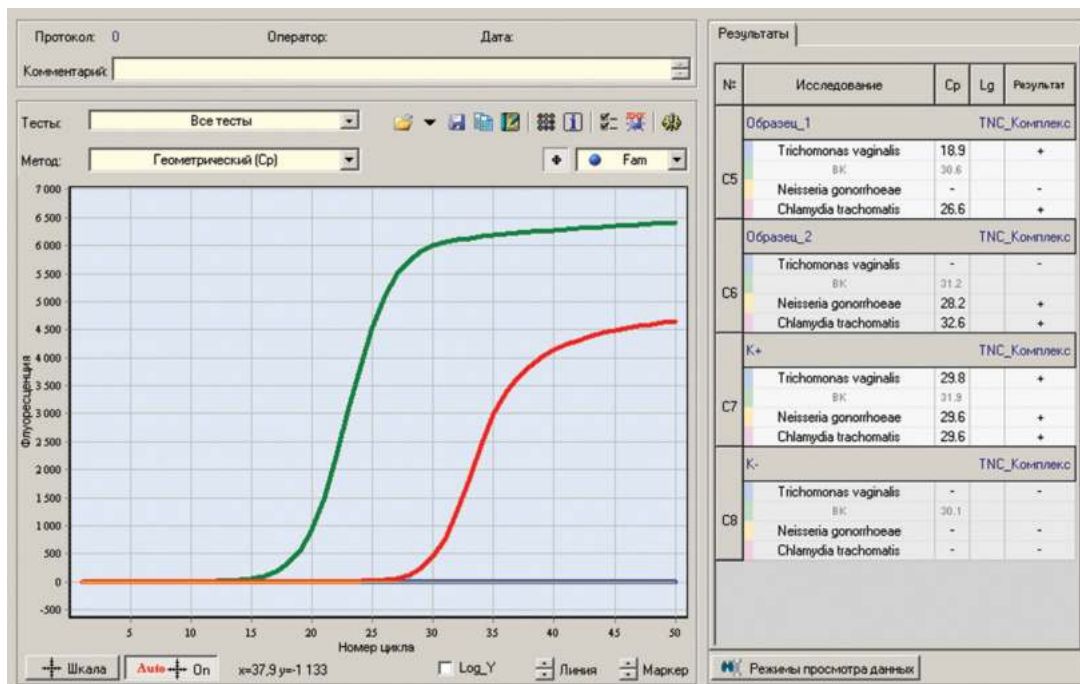 Протокол: 0 Оператор: Дата:
Комментарий:
Тесты: Все тесты
Метод: Геометрический (Cp) Fam
7 000
6 500
5 500
5 000
4 500
4 000
3 500
3 000
2 500
2 000
1 500
1 000
500
0
-500
Флуоресценция
5 10 15 20 25 30 35 40 45 50
Номер цикла
Шкала Auto On x=37,9 y=-1 133 Log_Y Линия Маркер
Результаты
№ Исследование Cp Lg Результат
Образец_1 TNC_Комплекс
C5
Trichomonas vaginalis 18.9 +
ВК 30.6
Neisseria gonorrhoeae - -
Chlamydia trachomatis 26.6 +
Образец_2 TNC_Комплекс
C6
Trichomonas vaginalis - -
ВК 31.2
Neisseria gonorrhoeae 28.2 +
Chlamydia trachomatis 32.6 +
K+ TNC_Комплекс
C7
Trichomonas vaginalis 29.8 +
ВК 31.9
Neisseria gonorrhoeae 29.6 +
Chlamydia trachomatis 29.6 +
K- TNC_Комплекс
C8
Trichomonas vaginalis - -
ВК 30.1
Neisseria gonorrhoeae - -
Chlamydia trachomatis - -
Режимы просмотра данных